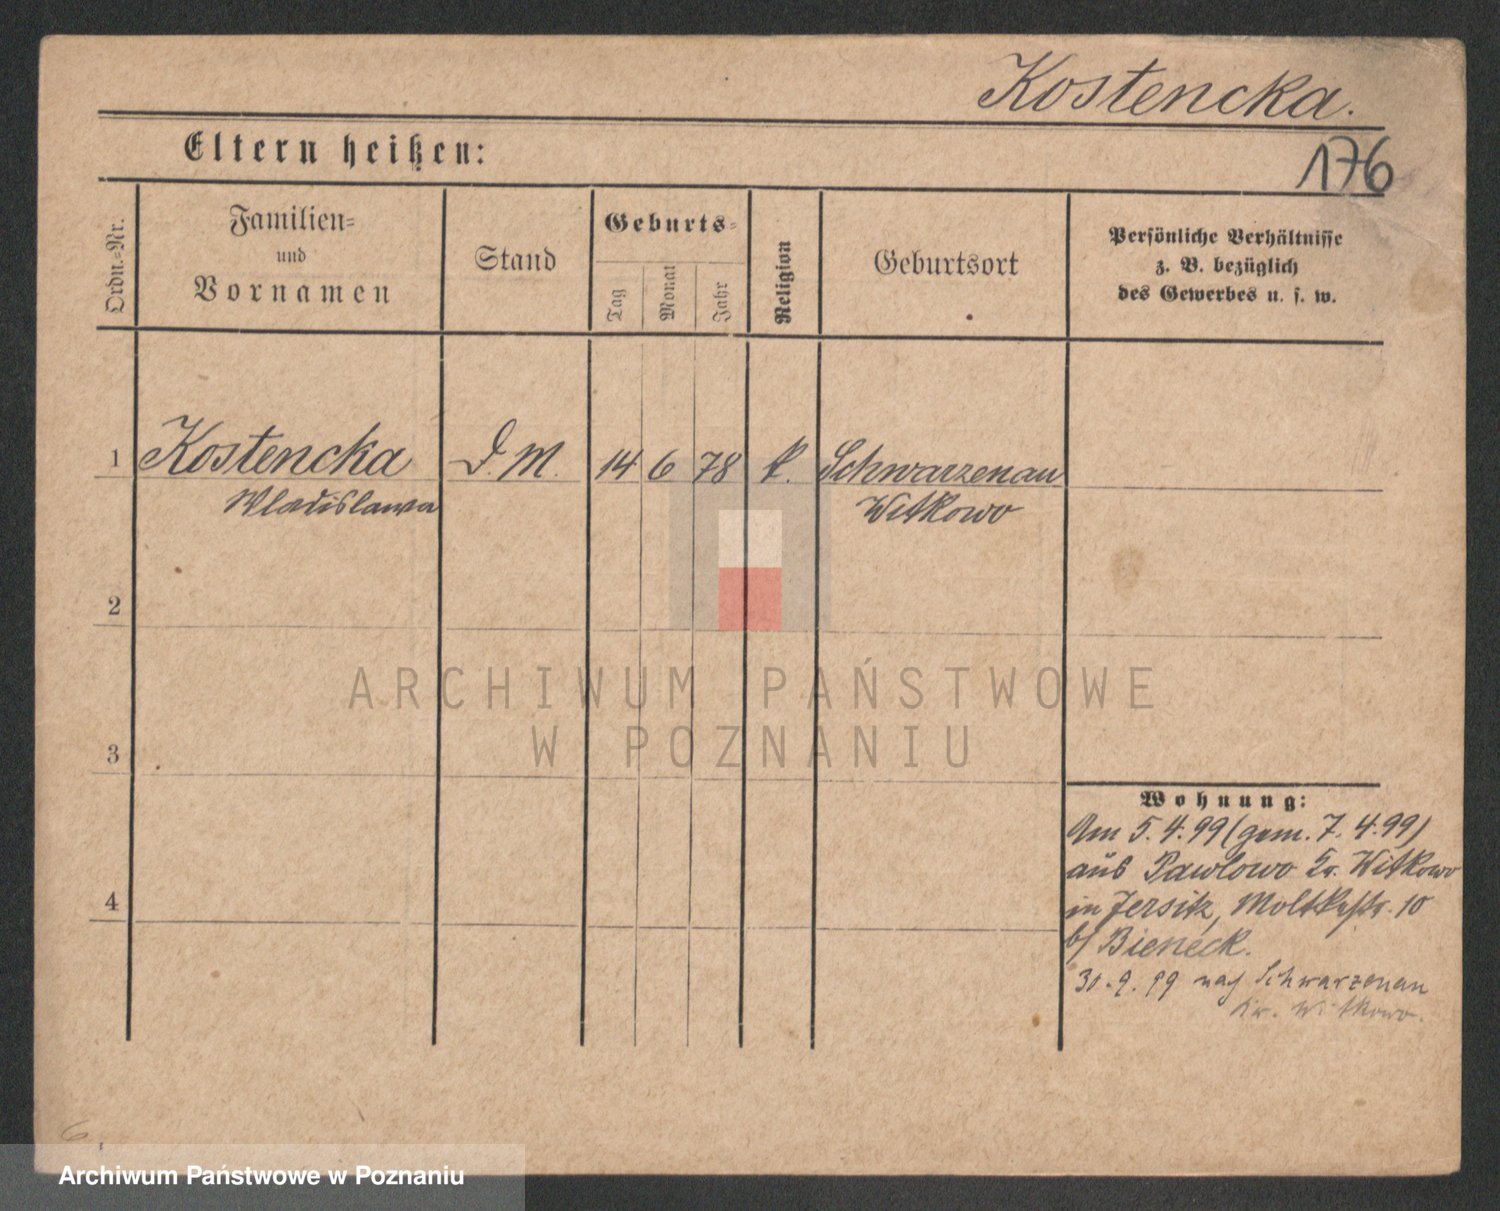 Kostencka.
Eltern heißen:
176
Ordn.-Nr.
Familien-
und
Vornamen
Stand
Geburts-
Tag
Monat
Jahr
Religion
Geburtsort
Persönliche Verhältnisse
z. B. bezüglich
des Gewerbes u. s. w.
1 Kostencka D. M. 14 6 78 k. Schwarzenau
Wladislawa Witkowo
2
3
4
Wohnung:
Am 5.4.99 (gem. 7.4.99)
aus Pawlowo Kr. Witkowo
in Jersitz, Moltkestr. 10
b/ Bieneck.
30.9.99 nach Schwarzenau
Kr. Witkowo.
6
ARCHIWUM PAŃSTWOWE
W POZNANIU
Archiwum Państwowe w Poznaniu